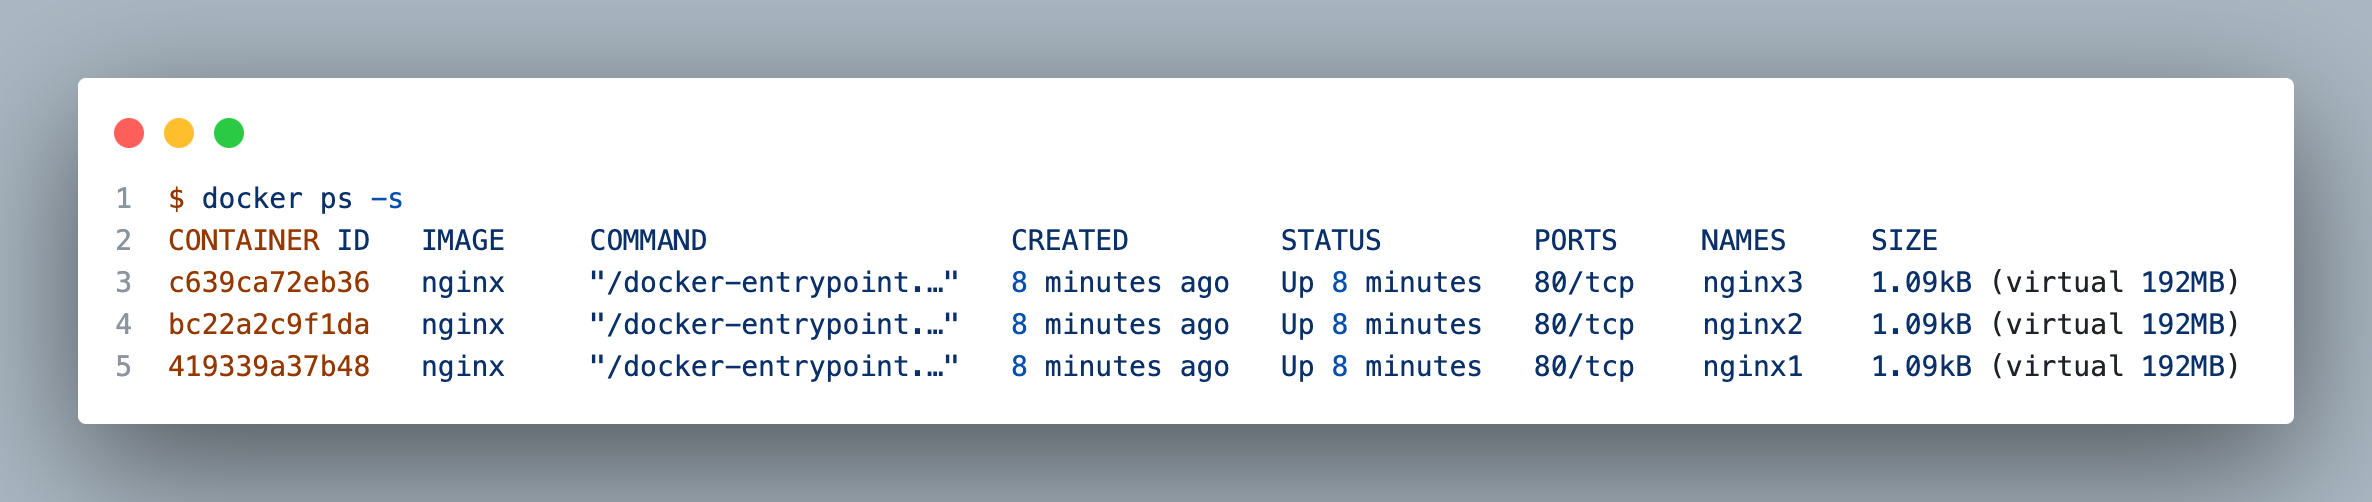 1 $ docker ps -s
2 CONTAINER ID IMAGE COMMAND CREATED STATUS PORTS NAMES SIZE
3 c639ca72eb36 nginx "/docker-entrypoint.…" 8 minutes ago Up 8 minutes 80/tcp nginx3 1.09kB (virtual 192MB)
4 bc22a2c9f1da nginx "/docker-entrypoint.…" 8 minutes ago Up 8 minutes 80/tcp nginx2 1.09kB (virtual 192MB)
5 419339a37b48 nginx "/docker-entrypoint.…" 8 minutes ago Up 8 minutes 80/tcp nginx1 1.09kB (virtual 192MB)